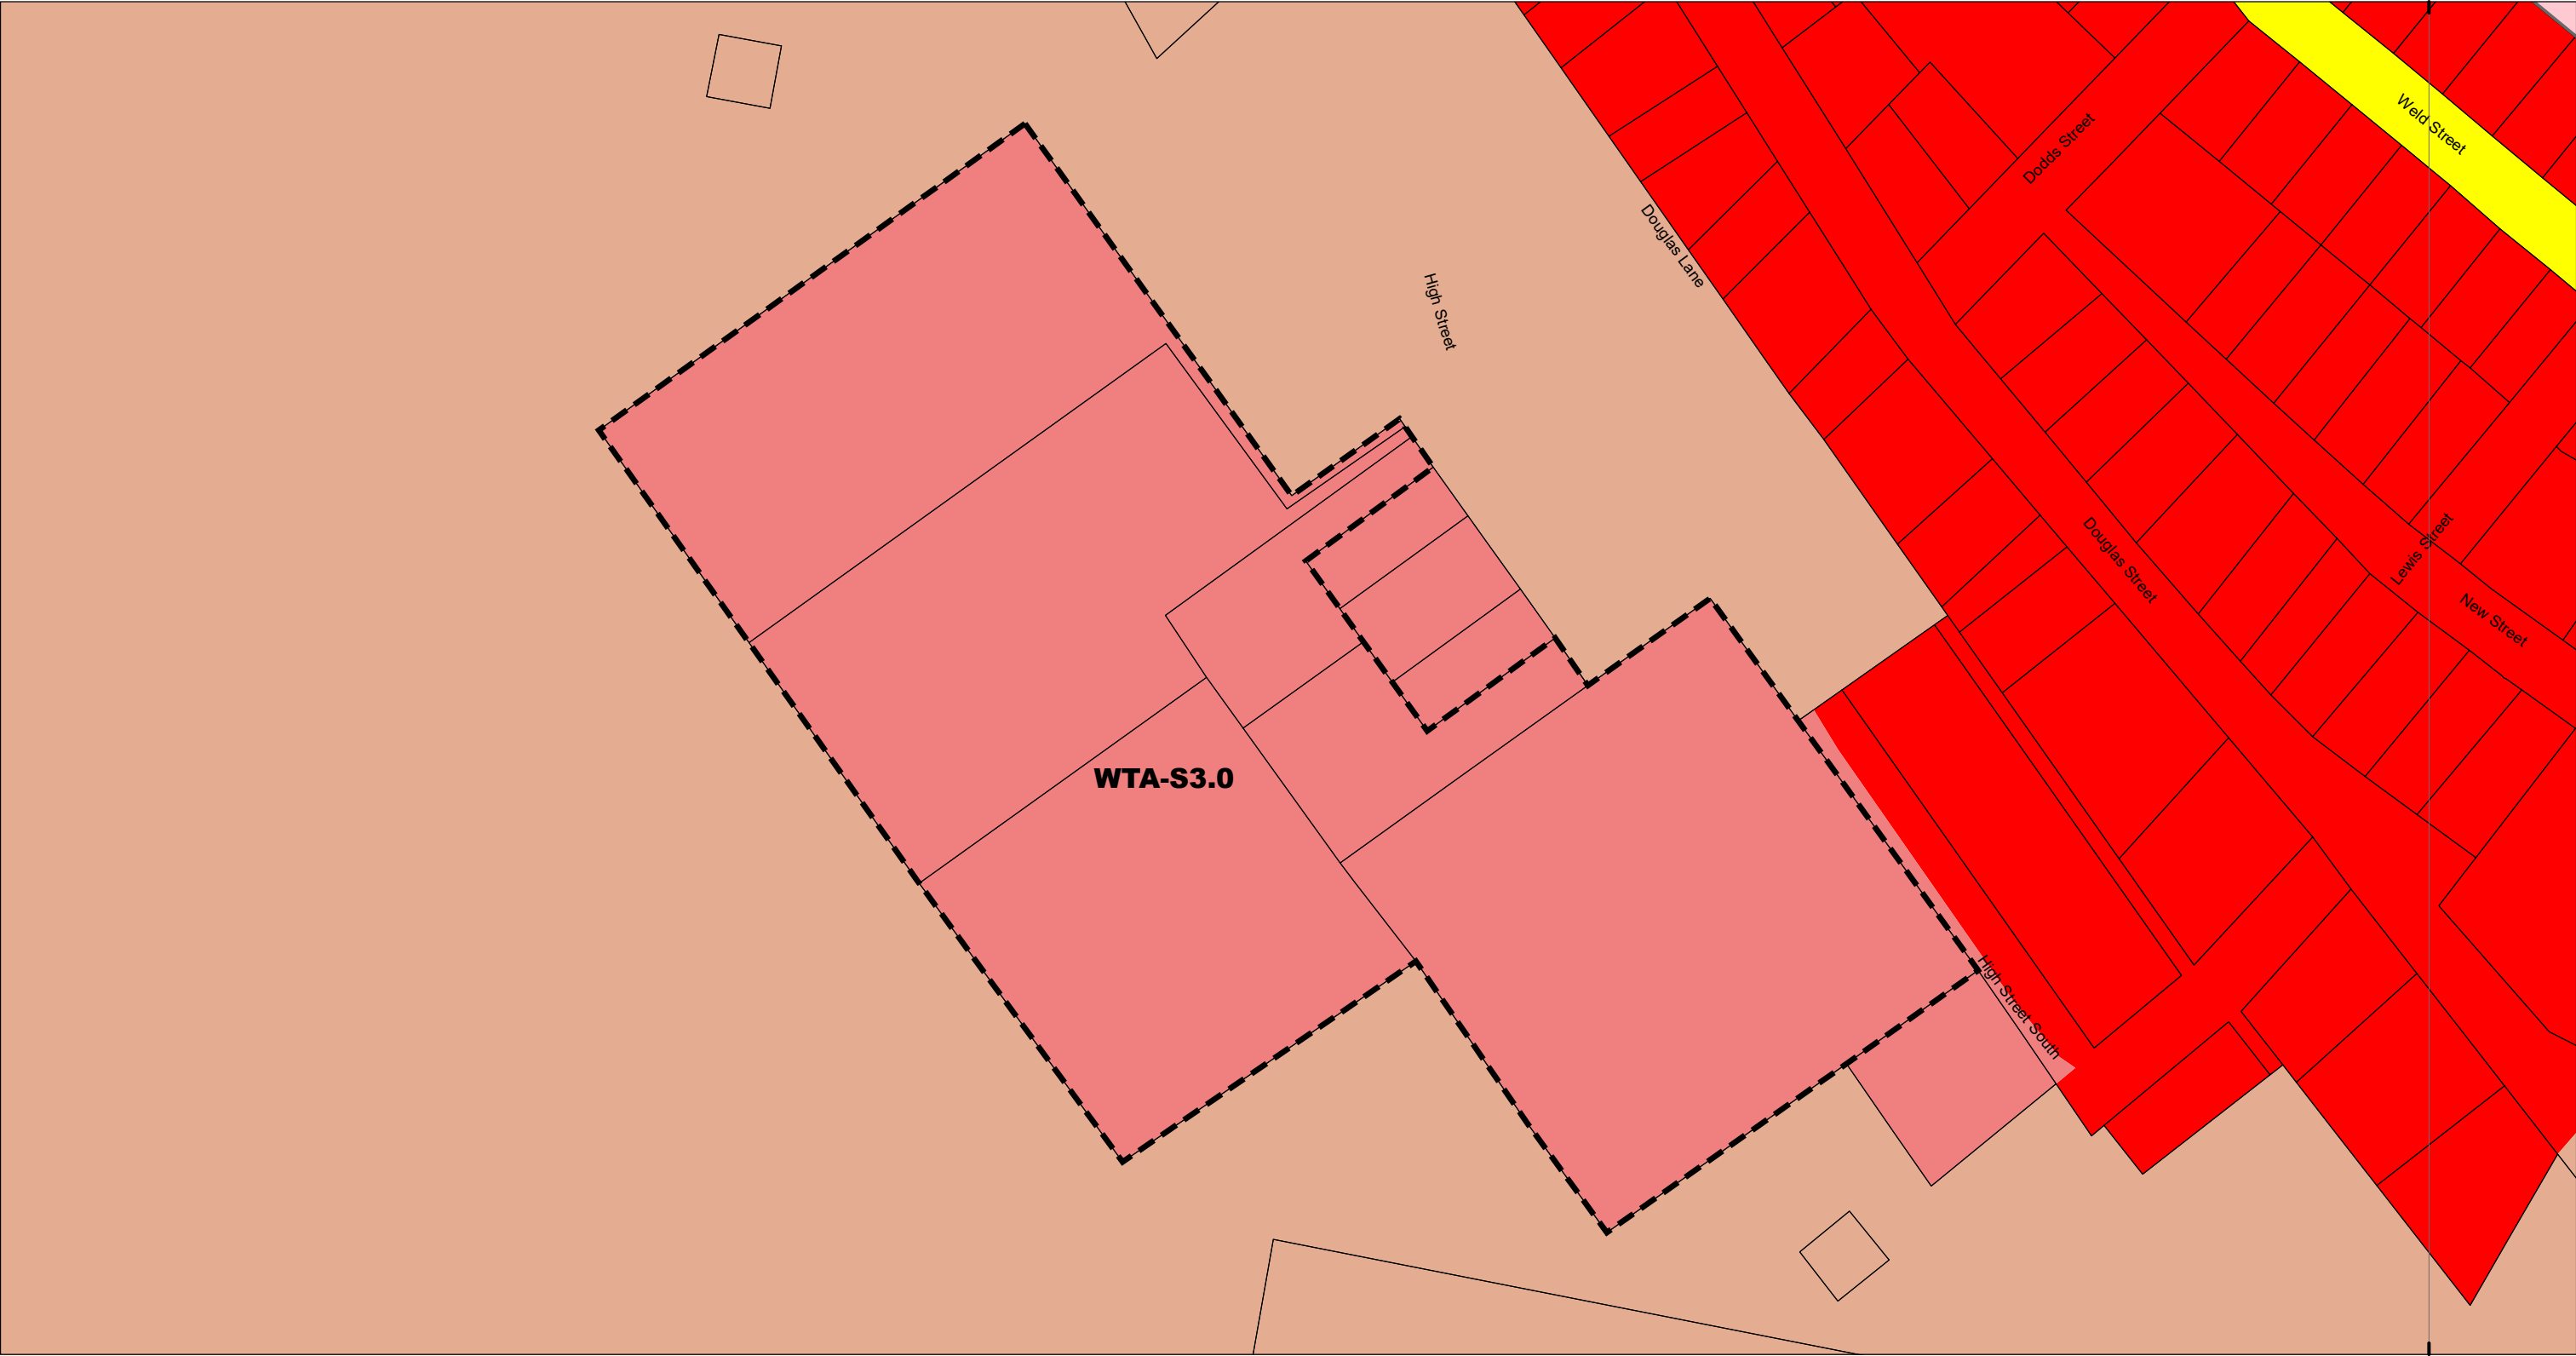 Weld Street
Dodds Street
Douglas Lane
High Street
Douglas Street
Lewis Street
New Street
WTA-S3.0
High Street South